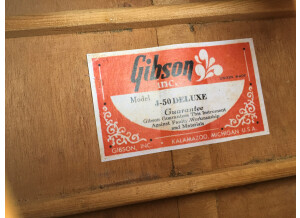 Gibson
INC.
Model J-50 DELUXE
Guarantee
Gibson Guarantees This Instrument
Against Faulty Workmanship
and Materials
GIBSON, INC. KALAMAZOO, MICHIGAN U.S.A.